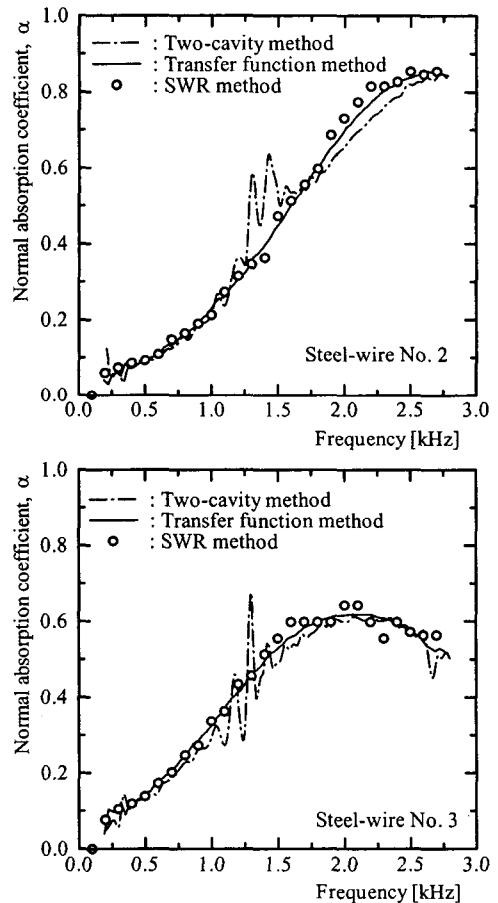 Normal absorption coefficient, α
1.0
0.8
0.6
0.4
0.2
0.0
: Two-cavity method
: Transfer function method
: SWR method
Steel-wire No. 2
0.0 0.5 1.0 1.5 2.0 2.5 3.0
Frequency [kHz]
Normal absorption coefficient, α
1.0
0.8
0.6
0.4
0.2
0.0
: Two-cavity method
: Transfer function method
: SWR method
Steel-wire No. 3
0.0 0.5 1.0 1.5 2.0 2.5 3.0
Frequency [kHz]